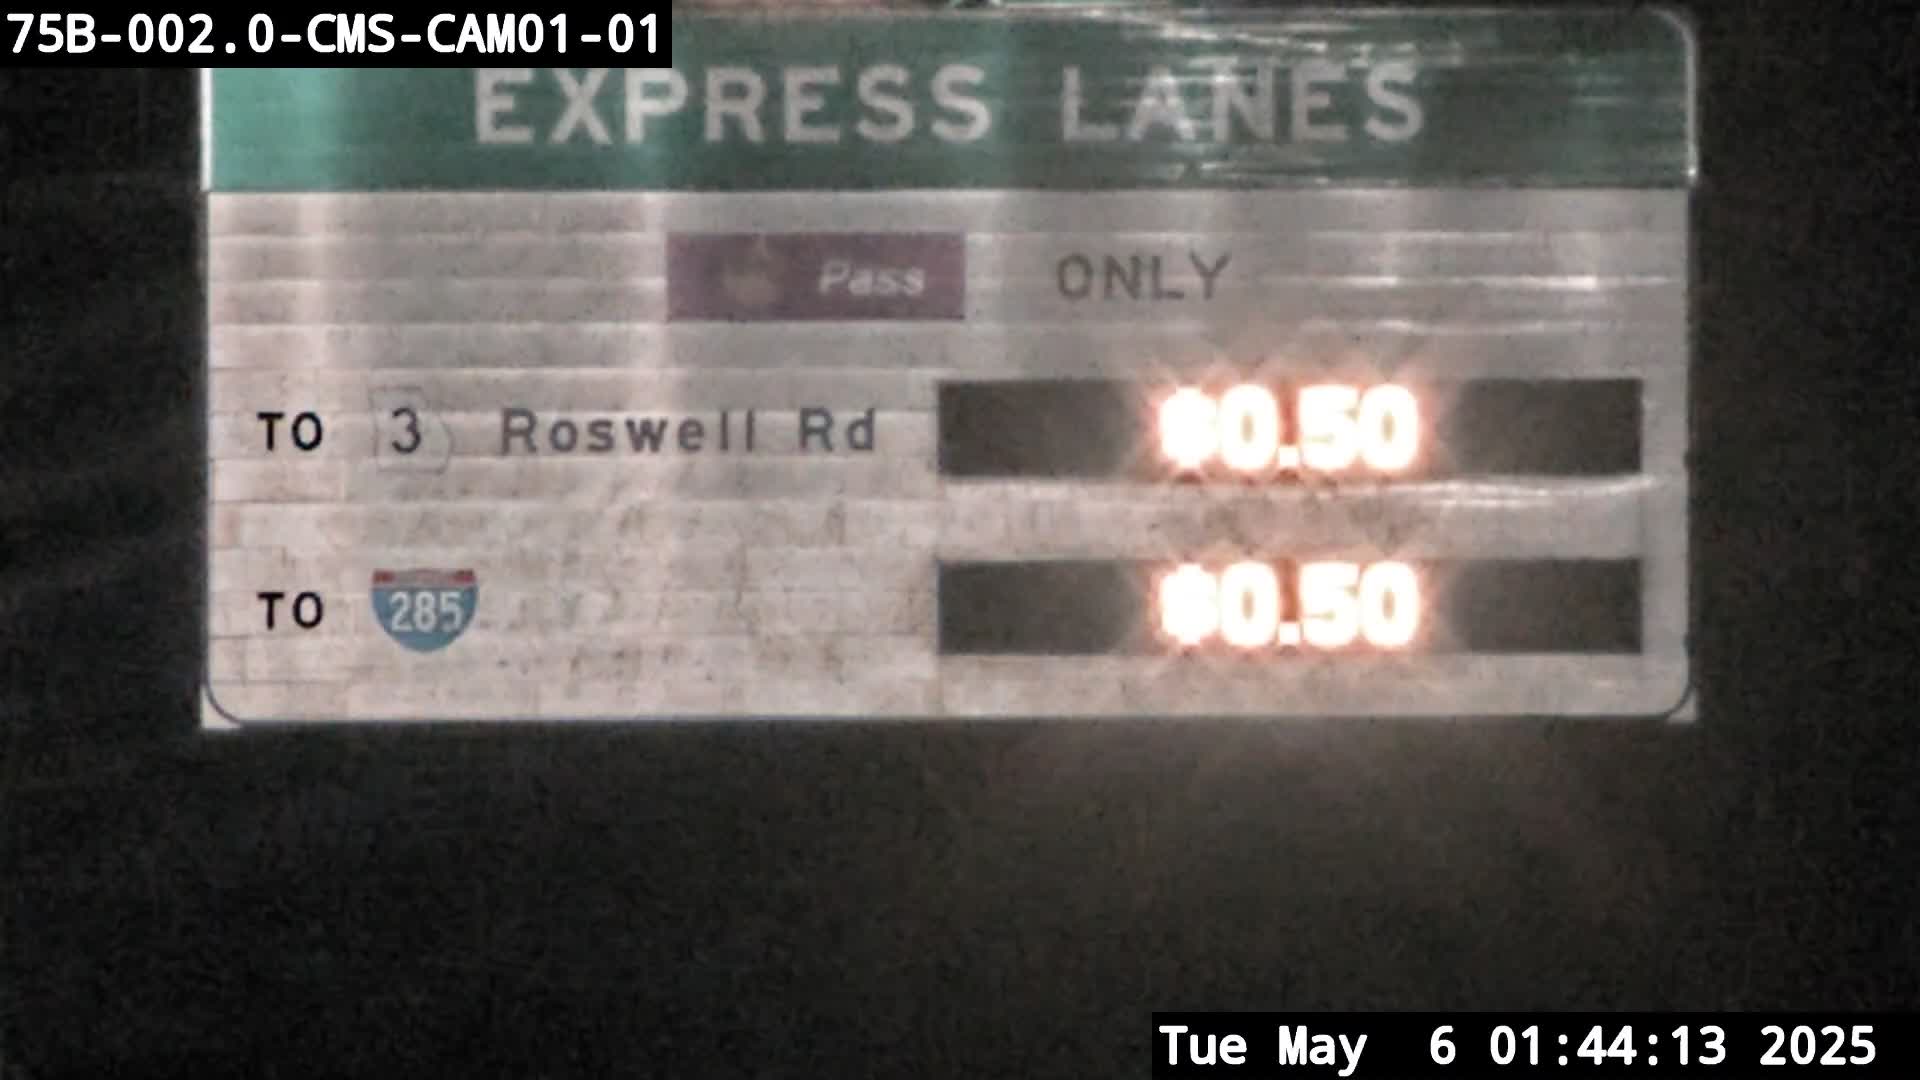 75B-002.0-CMS-CAM01-01
EXPRESS LANES
Pass ONLY
TO 3 Roswell Rd $0.50
TO 285 $0.50
Tue May 6 01:44:13 2025